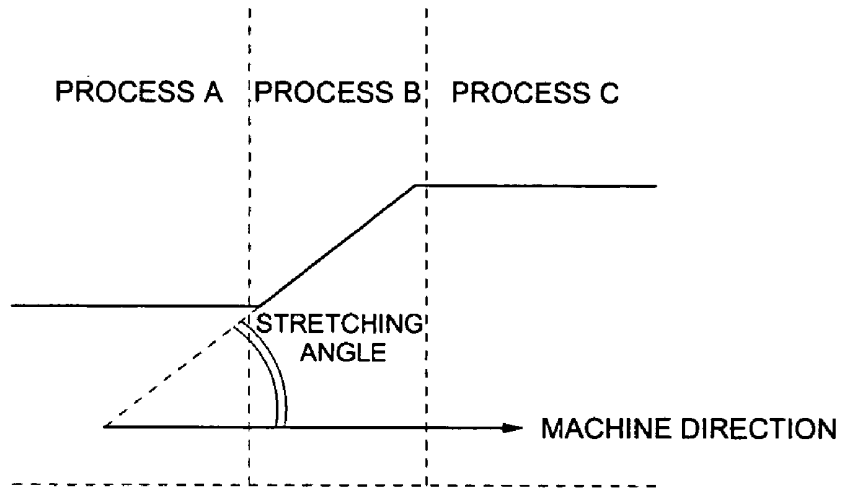 PROCESS A
PROCESS B
PROCESS C
STRETCHING
ANGLE
MACHINE DIRECTION